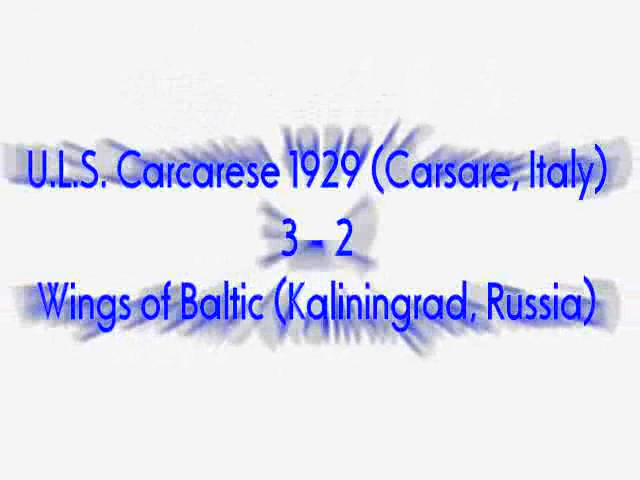 U.L.S. Carcarese 1929 (Carsare, Italy)
3 - 2
Wings of Baltic (Kaliningrad, Russia)